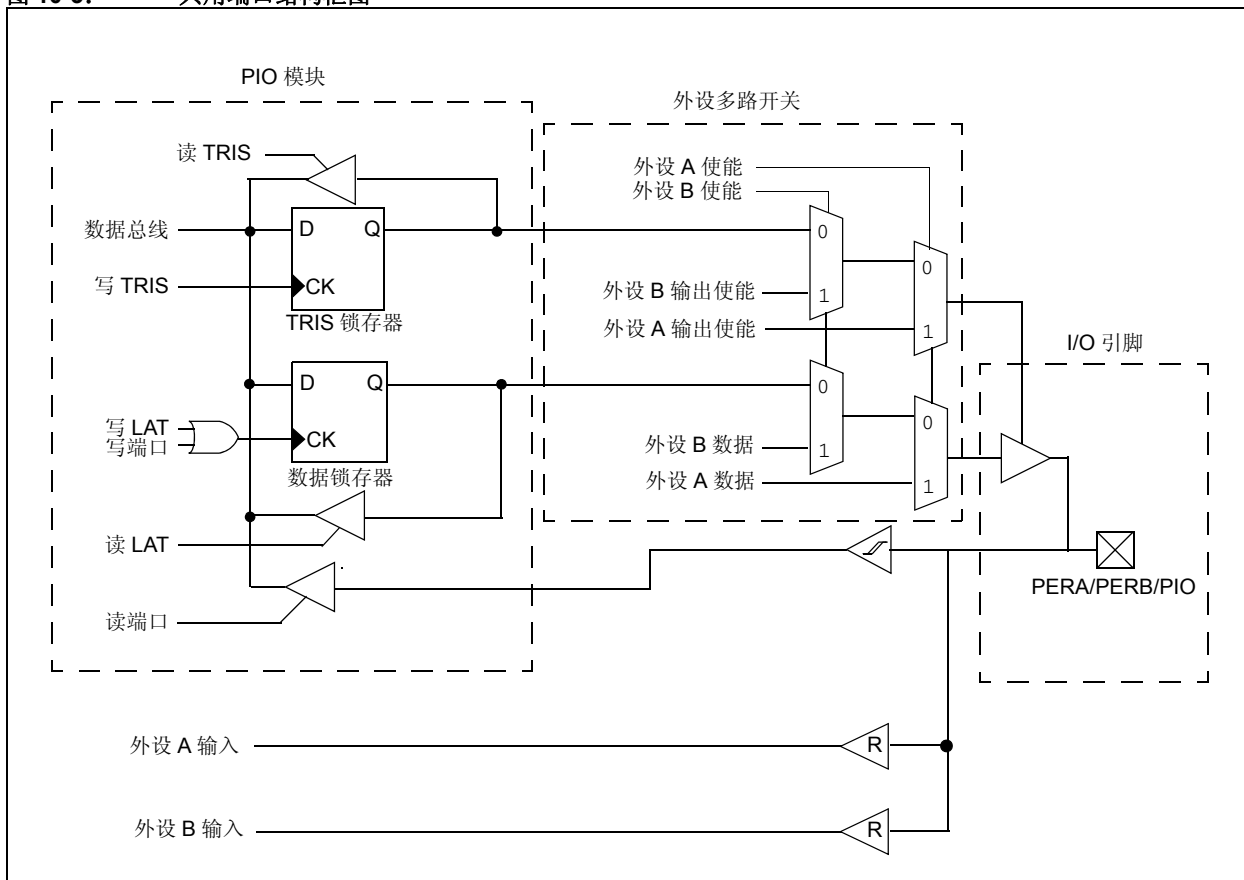 PIO 模块
外设多路开关
读 TRIS
外设 A 使能
外设 B 使能
数据总线
D
Q
0
0
写 TRIS
CK
外设 B 输出使能
1
TRIS 锁存器
外设 A 输出使能
1
I/O 引脚
D
Q
0
0
写 LAT
写端口
CK
外设 B 数据
1
数据锁存器
外设 A 数据
1
读 LAT
PERA/PERB/PIO
读端口
外设 A 输入
R
外设 B 输入
R